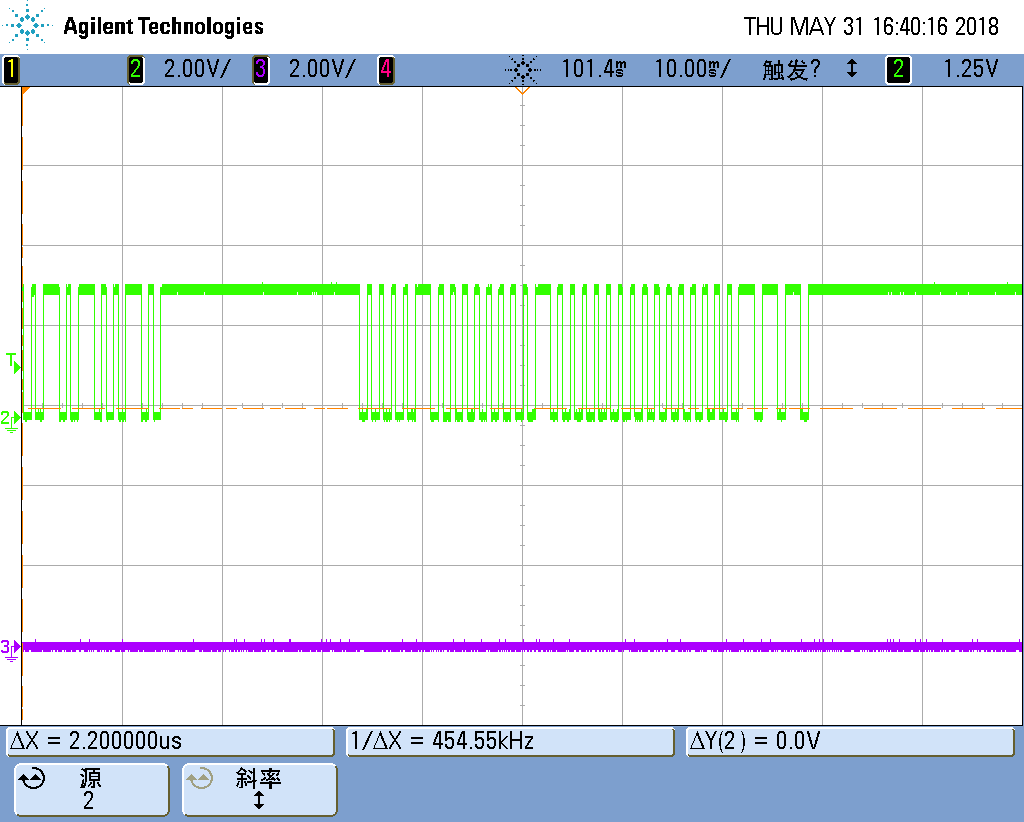 Agilent Technologies THU MAY 31 16:40:16 2018
1 2 2.00V/ 3 2.00V/ 4 101.4ms 10.00ms/ 触发? ↕ 2 1.25V
T
2
3
ΔX = 2.200000us 1/ΔX = 454.55kHz ΔY(2) = 0.0V
源 斜率
2 ↕